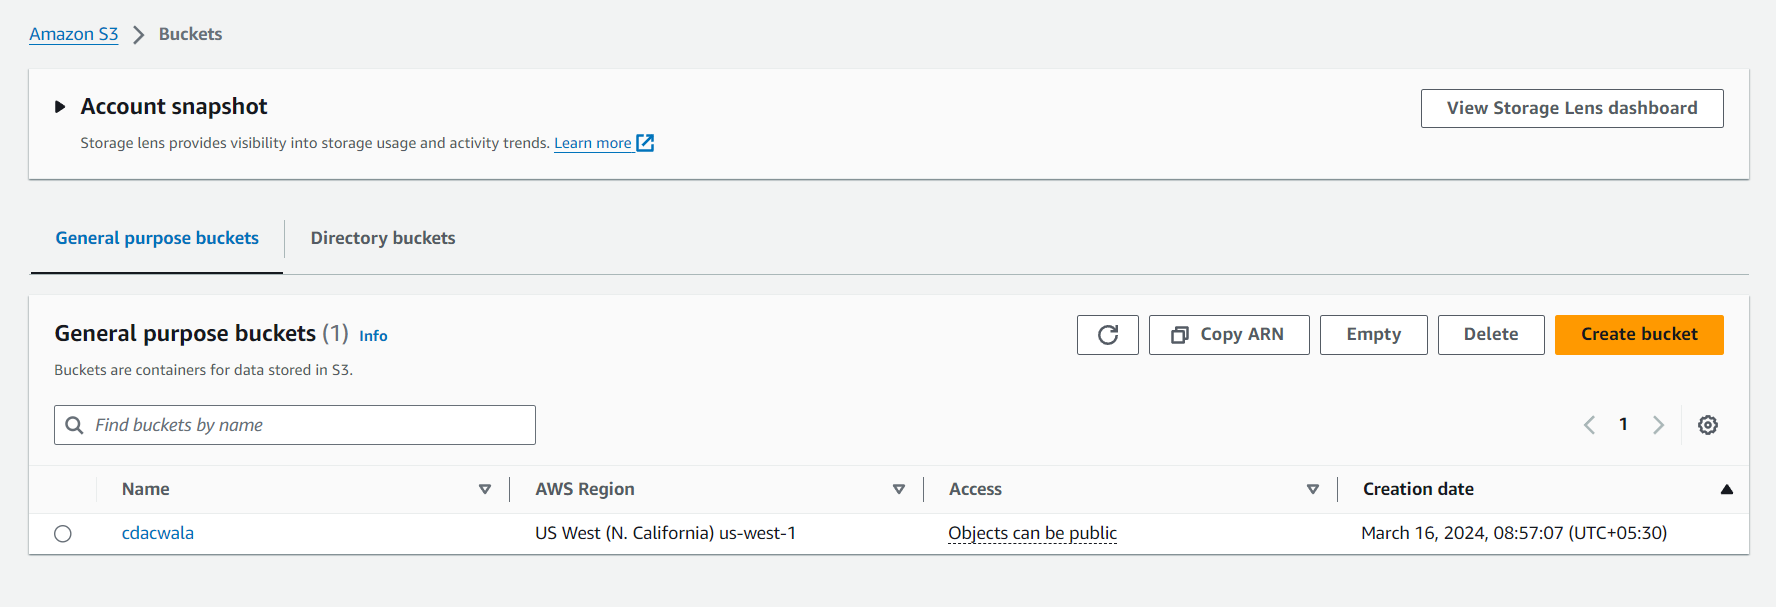 Amazon S3 > Buckets
Account snapshot
View Storage Lens dashboard
Storage lens provides visibility into storage usage and activity trends. Learn more
General purpose buckets
Directory buckets
General purpose buckets (1) Info
Copy ARN
Empty
Delete
Create bucket
Buckets are containers for data stored in S3.
Find buckets by name
1
Name
AWS Region
Access
Creation date
cdacwala
US West (N. California) us-west-1
Objects can be public
March 16, 2024, 08:57:07 (UTC+05:30)